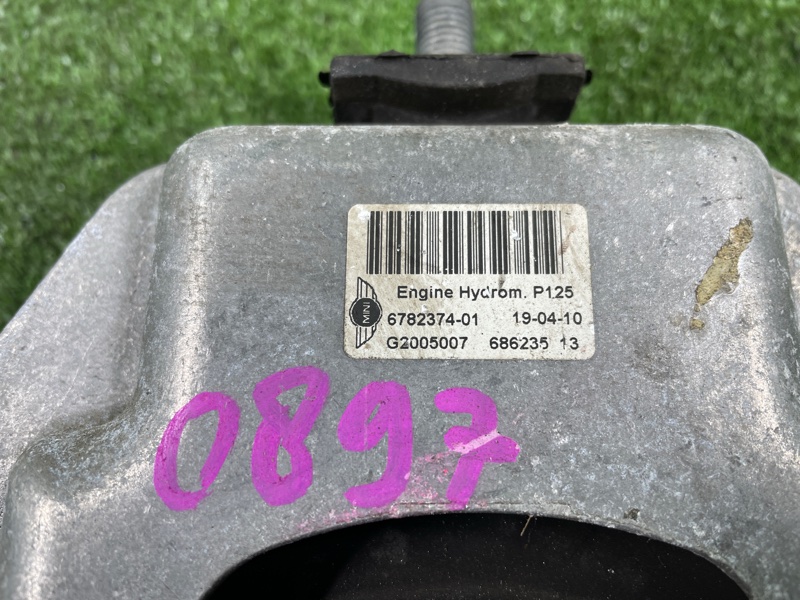 Engine Hydrom. P125
MINI
6782374-01 19-04-10
G2005007 686235 13
0897